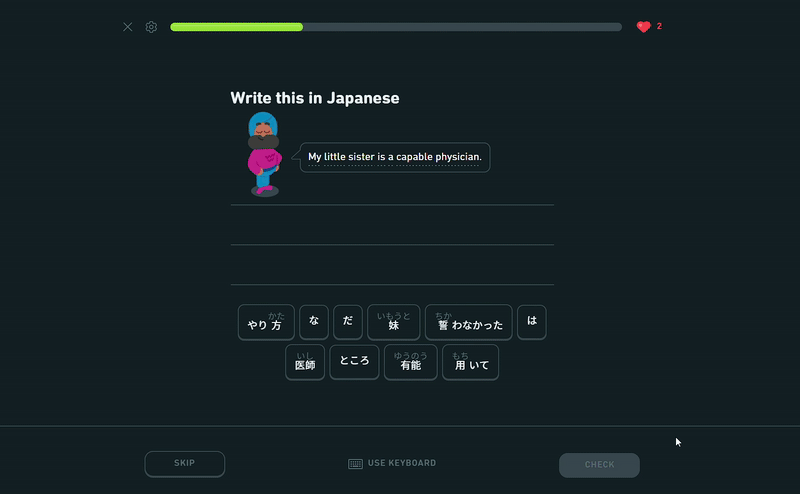 2
Write this in Japanese
My little sister is a capable physician.
かた いもうと ちか
やり方 な だ 妹 誓わなかった は
いし ゆうのう もち
医師 ところ 有能 用いて
SKIP USE KEYBOARD CHECK